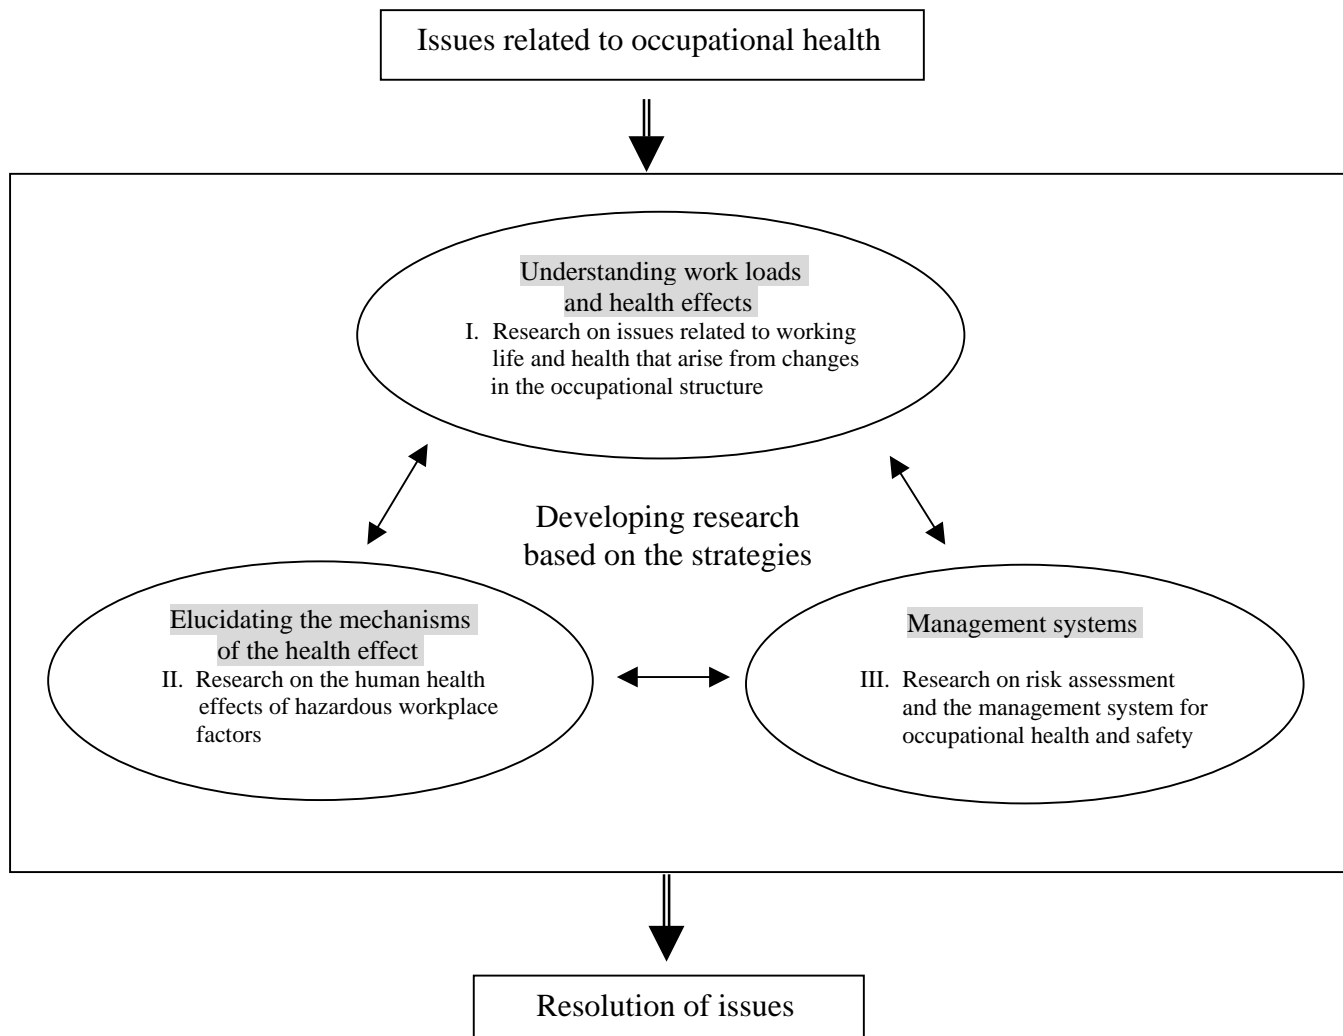 Issues related to occupational health
Understanding work loads
and health effects
I. Research on issues related to working
life and health that arise from changes
in the occupational structure
Developing research
based on the strategies
Elucidating the mechanisms
of the health effect
II. Research on the human health
effects of hazardous workplace
factors
Management systems
III. Research on risk assessment
and the management system for
occupational health and safety
Resolution of issues